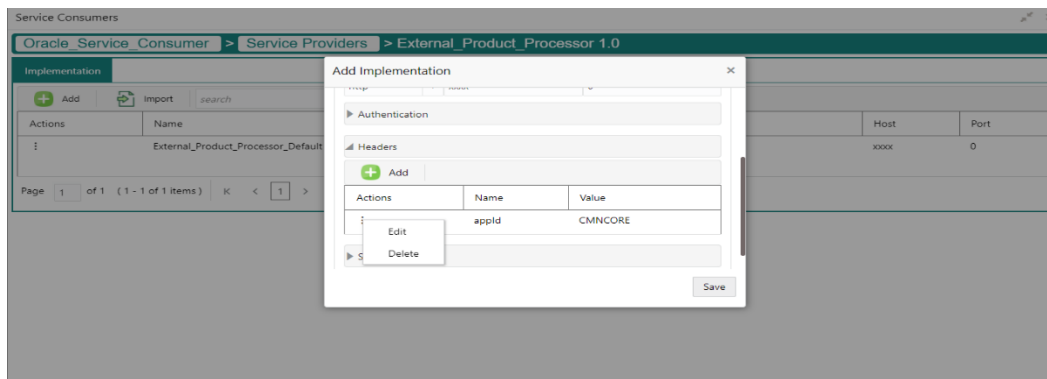 Service Consumers
Oracle_Service_Consumer > Service Providers > External_Product_Processor 1.0
Implementation
Add Import search
Actions Name Host Port
External_Product_Processor_Default xxxx 0
Page 1 of 1 (1 - 1 of 1 items) K < 1 >
Add Implementation ×
Authentication
Headers
Add
Actions Name Value
appId CMNCORE
Edit
Delete
S
Save